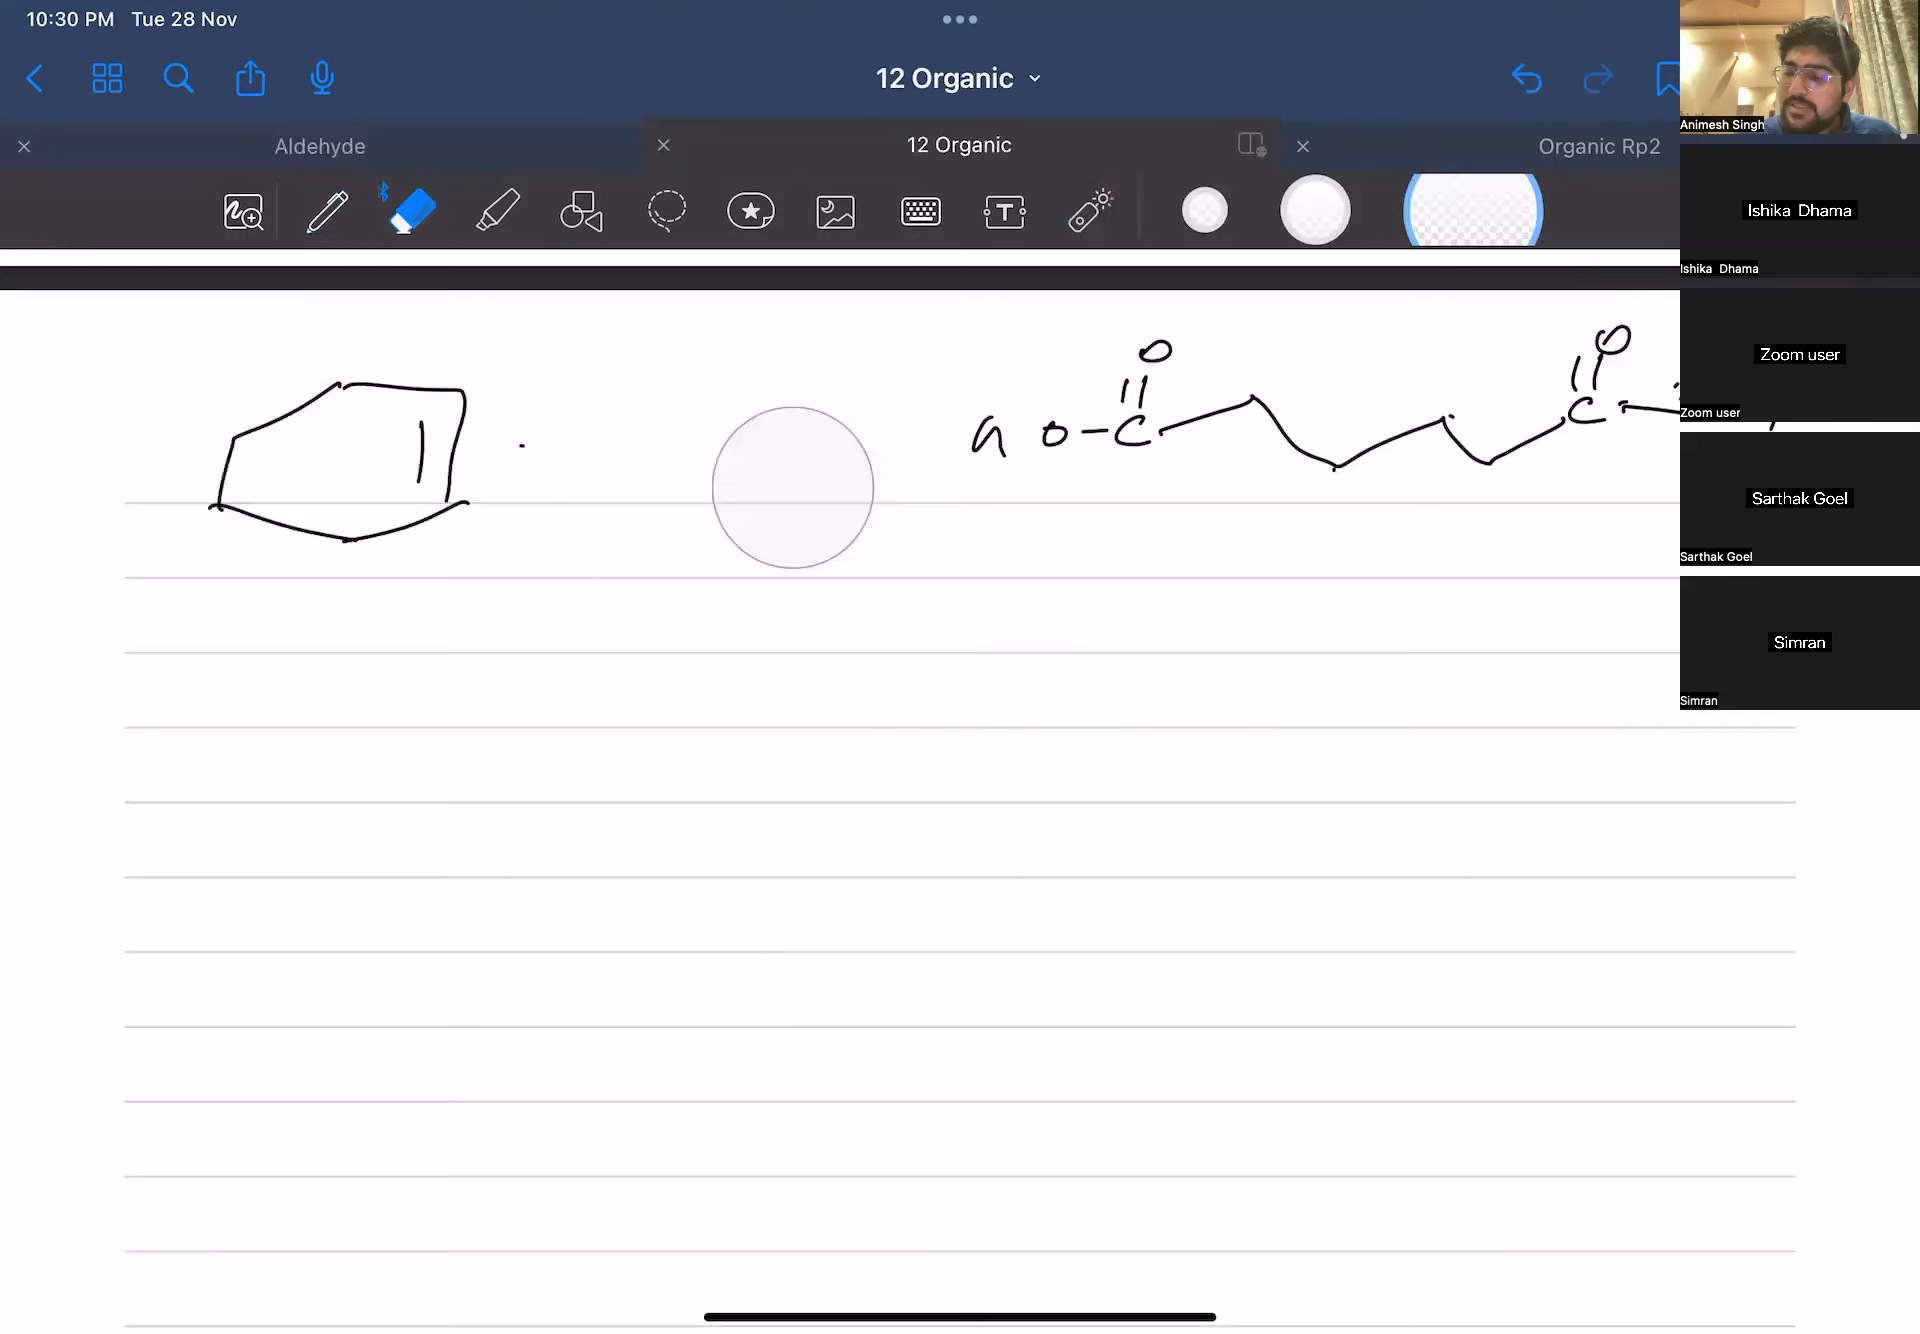 10:30 PM Tue 28 Nov
12 Organic
Aldehyde
12 Organic
Organic Rp2
T
Animesh Singh
Ishika Dhama
Ishika Dhama
Zoom user
Zoom user
Sarthak Goel
Sarthak Goel
Simran
Simran
O O
O-C C